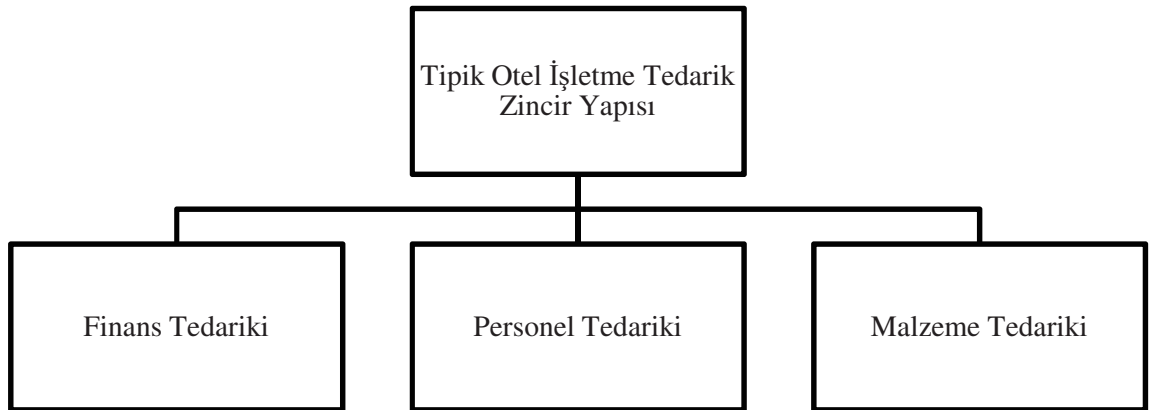 Tipik Otel İşletme Tedarik
Zincir Yapısı
Finans Tedariki
Personel Tedariki
Malzeme Tedariki